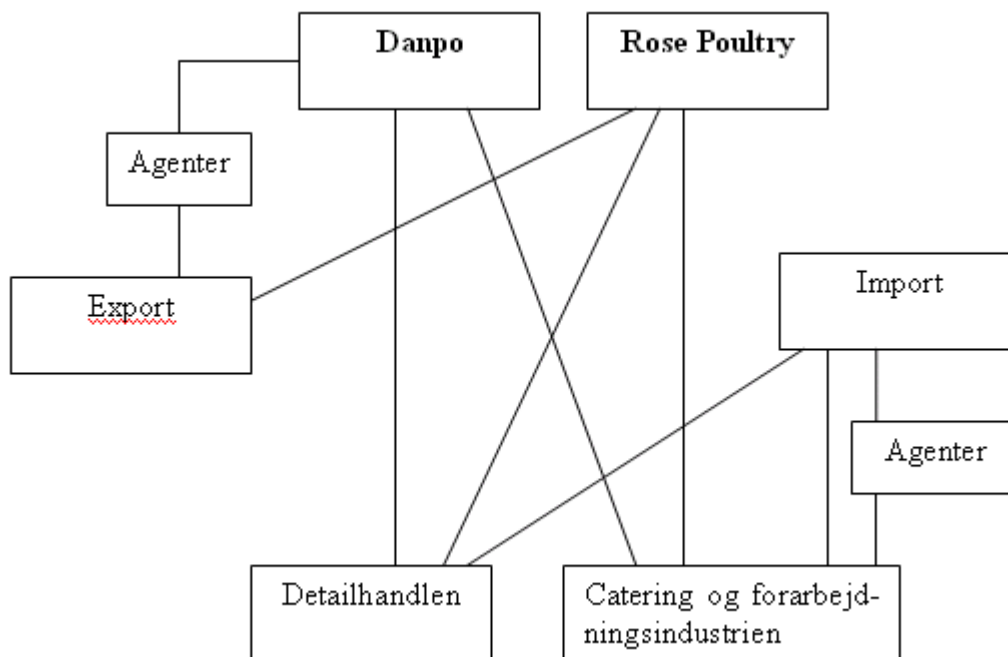 Danpo
Rose Poultry
Agenter
Import
Export
Agenter
Detailhandlen
Catering og forarbejd-
ningsindustrien